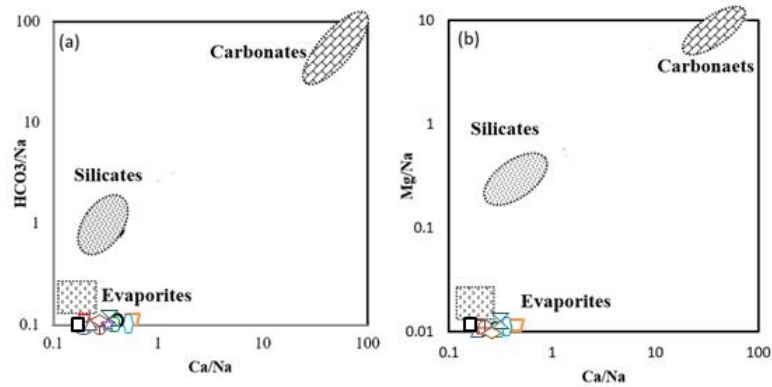 (a)
100
10
1
0.1
HCO3/Na
Carbonates
Silicates
Evaporites
0.1
1
10
100
Ca/Na
(b)
10
1
0.1
0.01
Mg/Na
Carbonaets
Silicates
Evaporites
0.1
1
10
100
Ca/Na